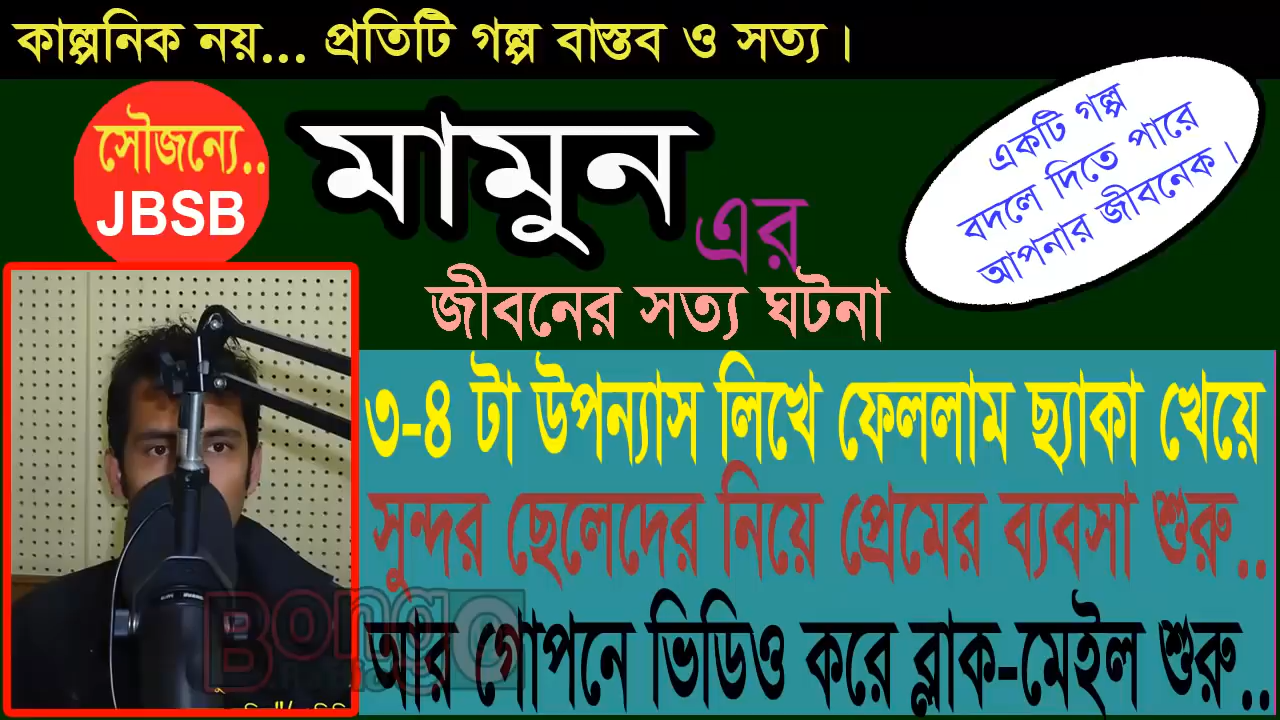 কাল্পনিক নয়... প্রতিটি গল্প বাস্তব ও সত্য।
সৌজন্যে..
JBSB
মামুন
এর
জীবনের সত্য ঘটনা
একটি গল্প
বদলে দিতে পারে
আপনার জীবনেক।
৩-৪ টা উপন্যাস লিখে ফেললাম ছ্যাকা খেয়ে
সুন্দর ছেলেদের নিয়ে প্রেমের ব্যবসা শুরু..
আর গোপনে ভিডিও করে ব্লাক-মেইল শুরু..
Bongo